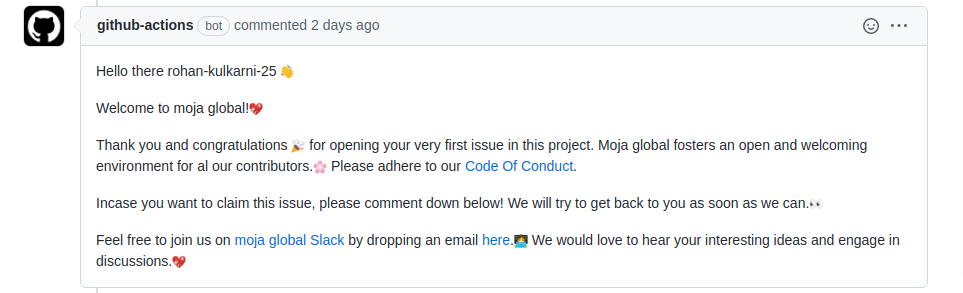 github-actions bot commented 2 days ago
Hello there rohan-kulkarni-25 👋
Welcome to moja global!💖
Thank you and congratulations 🎉 for opening your very first issue in this project. Moja global fosters an open and welcoming
environment for al our contributors.🌸 Please adhere to our Code Of Conduct.
Incase you want to claim this issue, please comment down below! We will try to get back to you as soon as we can.👀
Feel free to join us on moja global Slack by dropping an email here.👩‍💻 We would love to hear your interesting ideas and engage in
discussions.💖